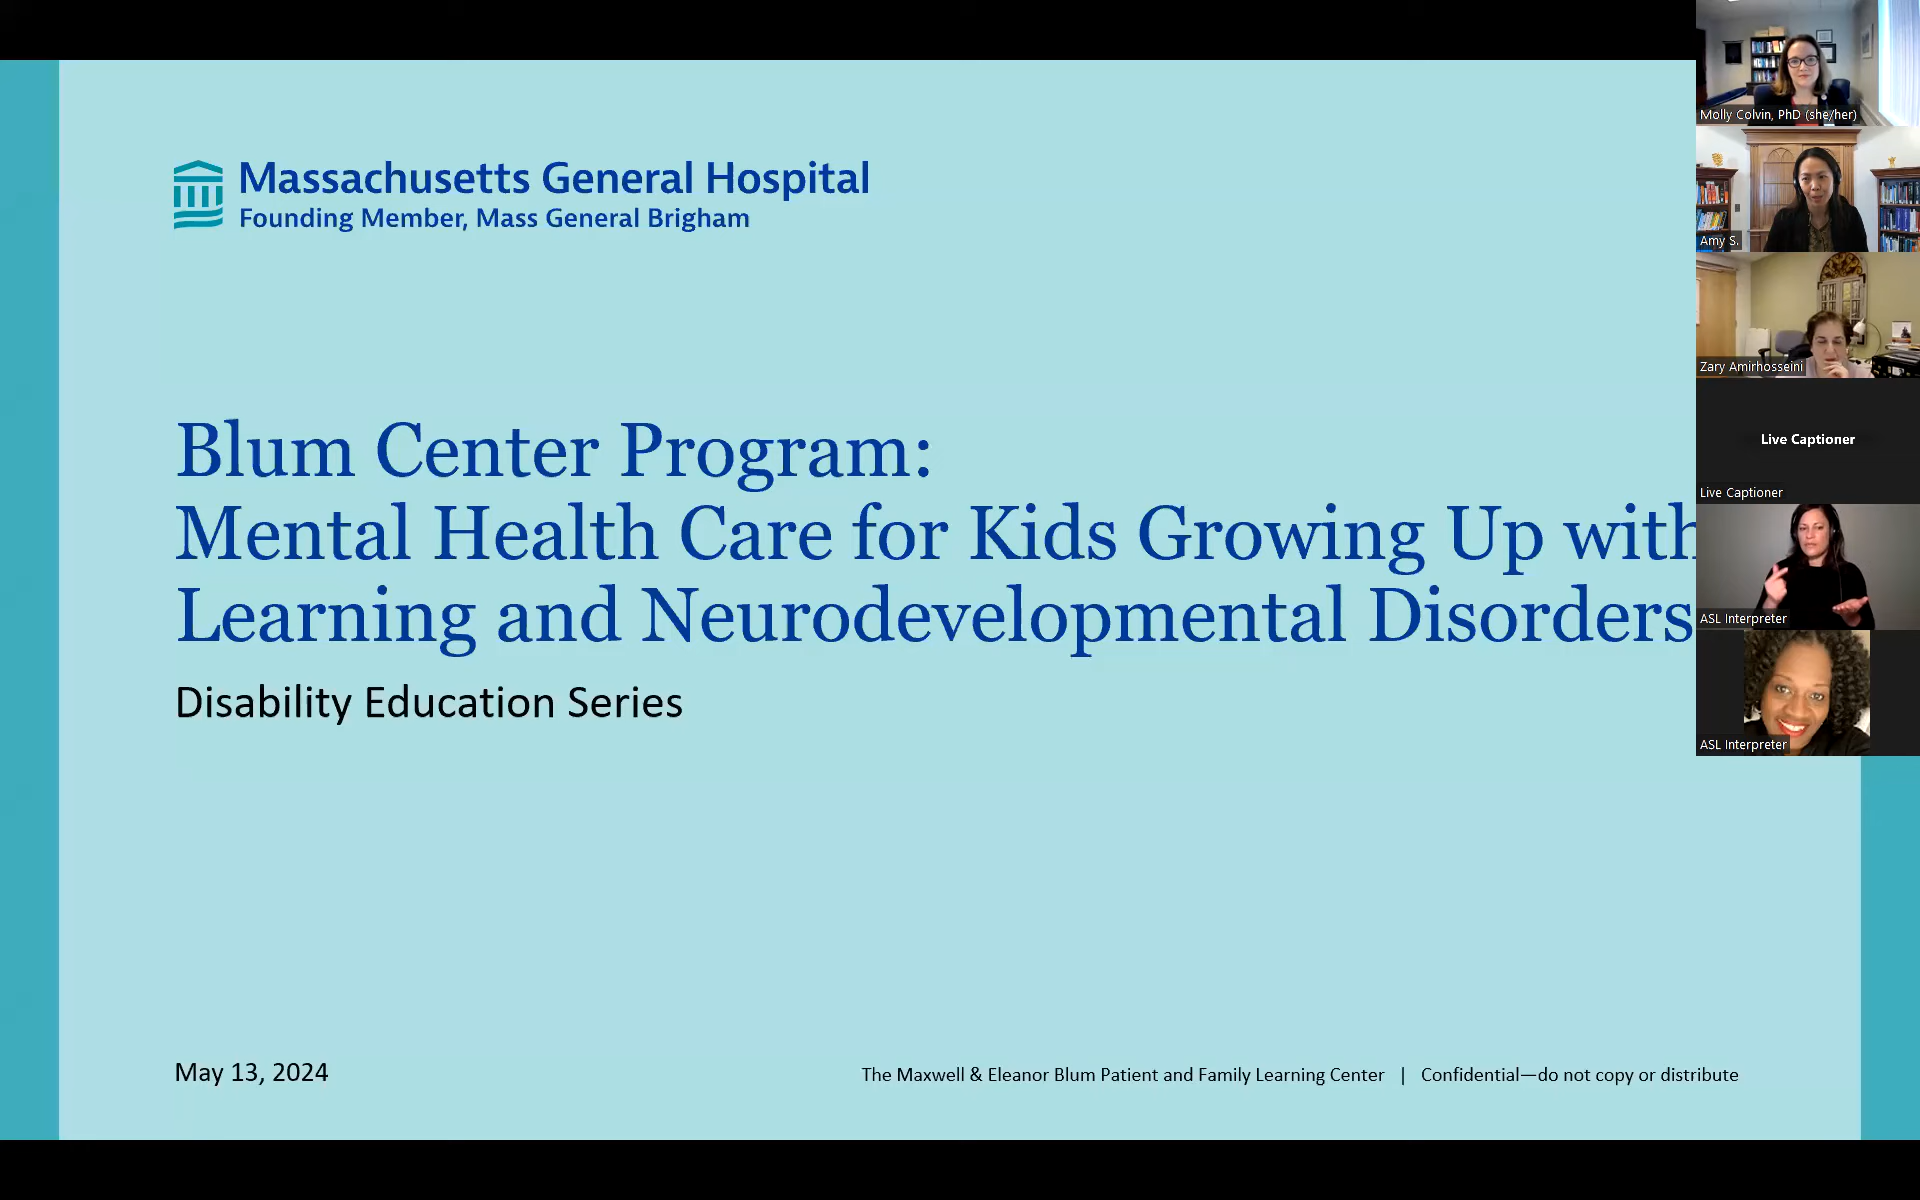 Massachusetts General Hospital
Founding Member, Mass General Brigham
Blum Center Program:
Mental Health Care for Kids Growing Up with
Learning and Neurodevelopmental Disorders
Disability Education Series
May 13, 2024
The Maxwell & Eleanor Blum Patient and Family Learning Center | Confidential—do not copy or distribute
Molly Colvin, PhD (she/her)
Amy S.
Zary Amirhosseini
Live Captioner
Live Captioner
ASL Interpreter
ASL Interpreter